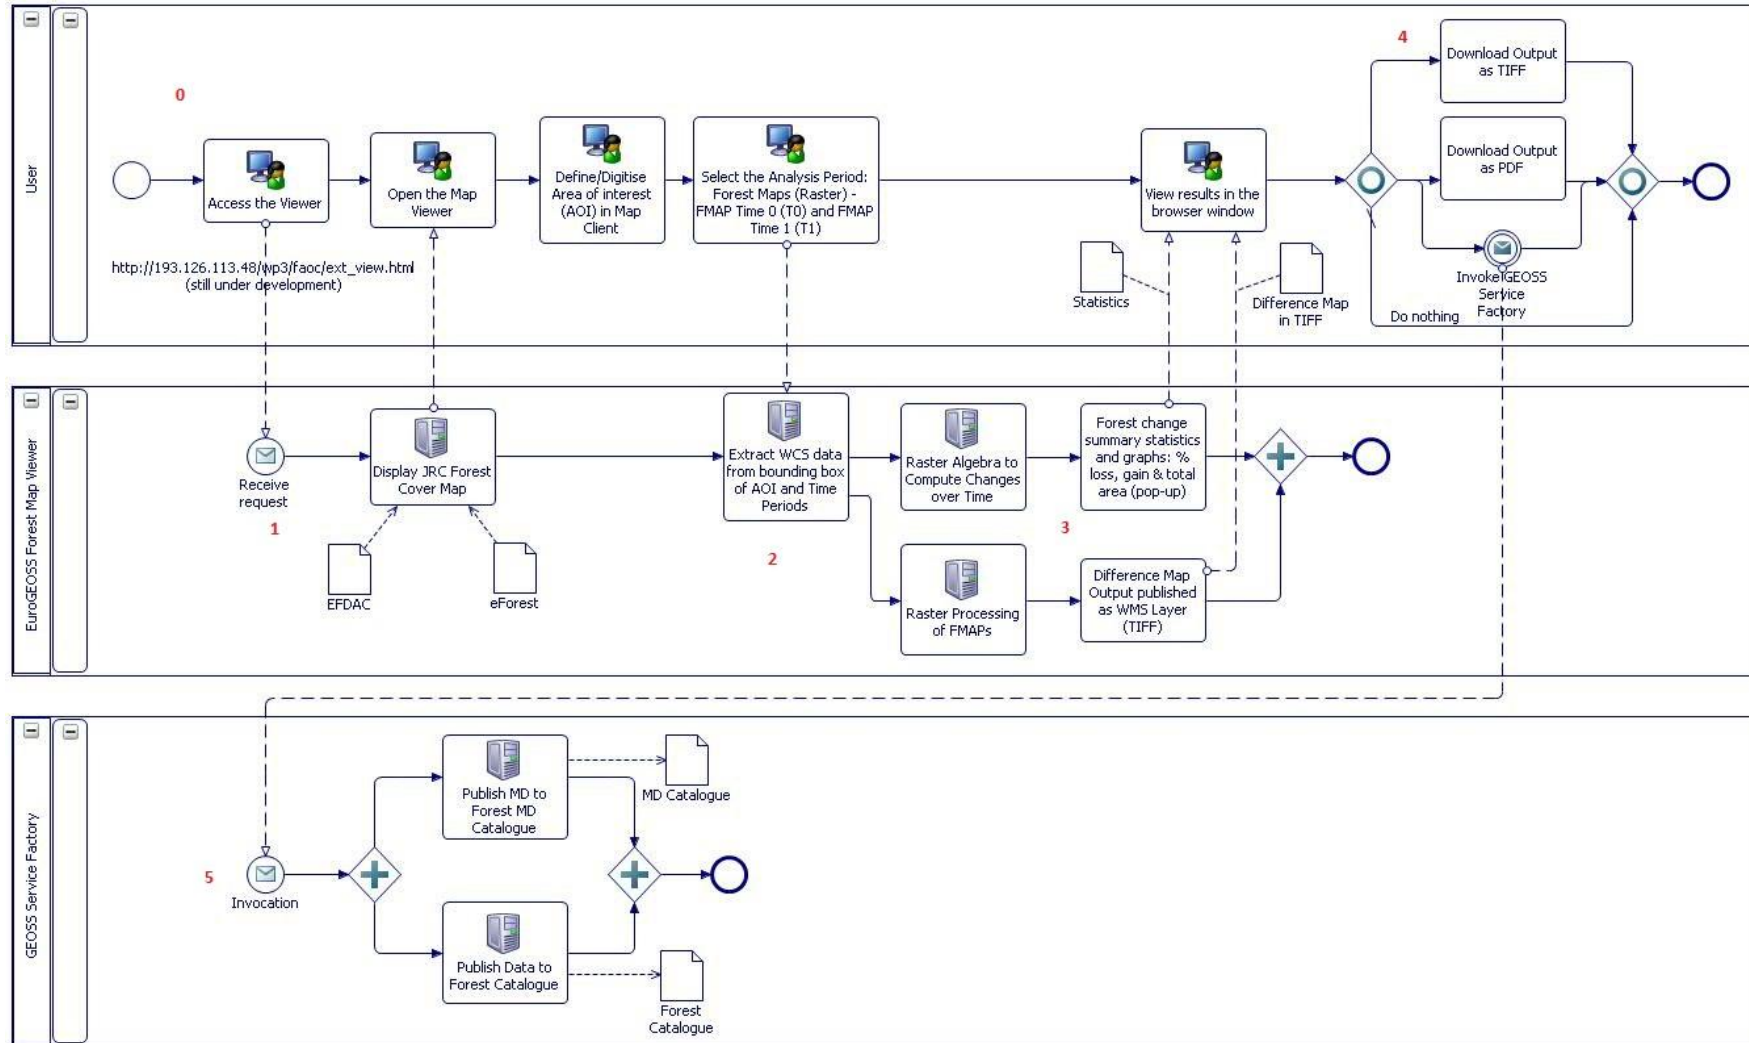 User
0
Access the Viewer
http://193.126.113.48/wp3/faoc/ext_view.html
(still under development)
Open the Map
Viewer
Define/Digitise
Area of interest
(AOI) in Map
Client
Select the Analysis Period:
Forest Maps (Raster) -
FMAP Time 0 (T0) and FMAP
Time 1 (T1)
View results in the
browser window
Statistics
Difference Map
in TIFF
4
Download Output
as TIFF
Download Output
as PDF
Invoke GEOSS
Service
Factory
Do nothing
EuroGEOSS Forest Map Viewer
Receive
request
1
Display JRC Forest
Cover Map
EFDAC
eForest
Extract WCS data
from bounding box
of AOI and Time
Periods
2
Raster Algebra to
Compute Changes
over Time
Forest change
summary statistics
and graphs: %
loss, gain & total
area (pop-up)
3
Raster Processing
of FMAPs
Difference Map
Output published
as WMS Layer
(TIFF)
GEOSS Service Factory
5
Invocation
Publish MD to
Forest MD
Catalogue
MD Catalogue
Publish Data to
Forest Catalogue
Forest
Catalogue